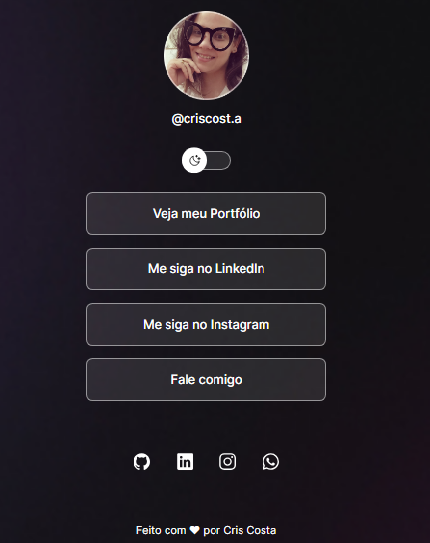 @criscost.a
Veja meu Portfólio
Me siga no LinkedIn
Me siga no Instagram
Fale comigo
in
Feito com ♥ por Cris Costa